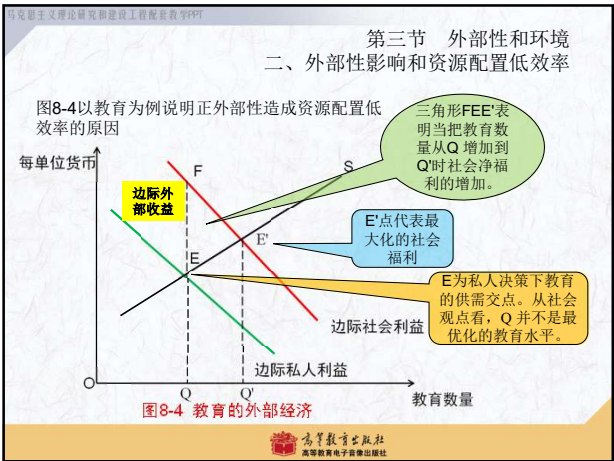 马克思主义理论研究和建设工程配套教学PPT
第三节 外部性和环境
二、外部性影响和资源配置低效率
图8-4以教育为例说明正外部性造成资源配置低
效率的原因
三角形FEE'表
明当把教育数
量从Q 增加到
Q'时社会净福
利的增加。
每单位货币
F
S
边际外
部收益
E'点代表最
大化的社会
福利
E'
E
E为私人决策下教育
的供需交点。从社会
观点看，Q 并不是最
优化的教育水平。
边际社会利益
边际私人利益
O
Q
Q'
教育数量
图8-4 教育的外部经济
高等教育出版社
高等教育电子音像出版社